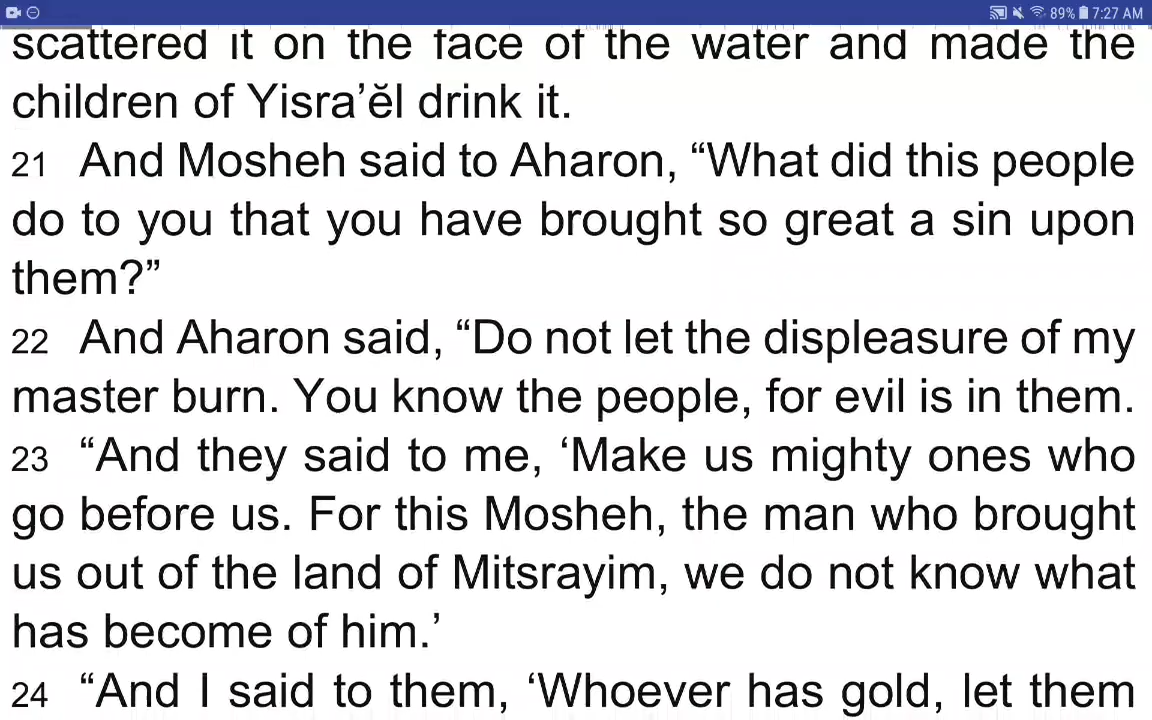 89% 7:27 AM
scattered it on the face of the water and made the
children of Yisra’ĕl drink it.
21 And Mosheh said to Aharon, “What did this people
do to you that you have brought so great a sin upon
them?”
22 And Aharon said, “Do not let the displeasure of my
master burn. You know the people, for evil is in them.
23 “And they said to me, ‘Make us mighty ones who
go before us. For this Mosheh, the man who brought
us out of the land of Mitsrayim, we do not know what
has become of him.’
24 “And I said to them, ‘Whoever has gold, let them